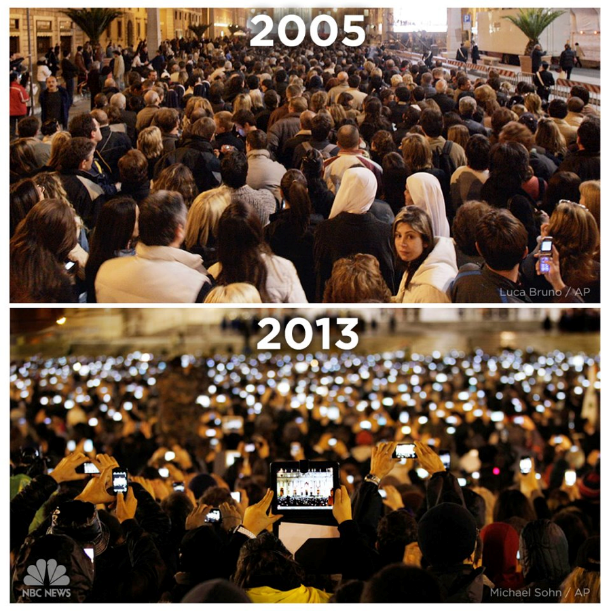 2005
Luca Bruno / AP
2013
NBC NEWS
Michael Sohn / AP